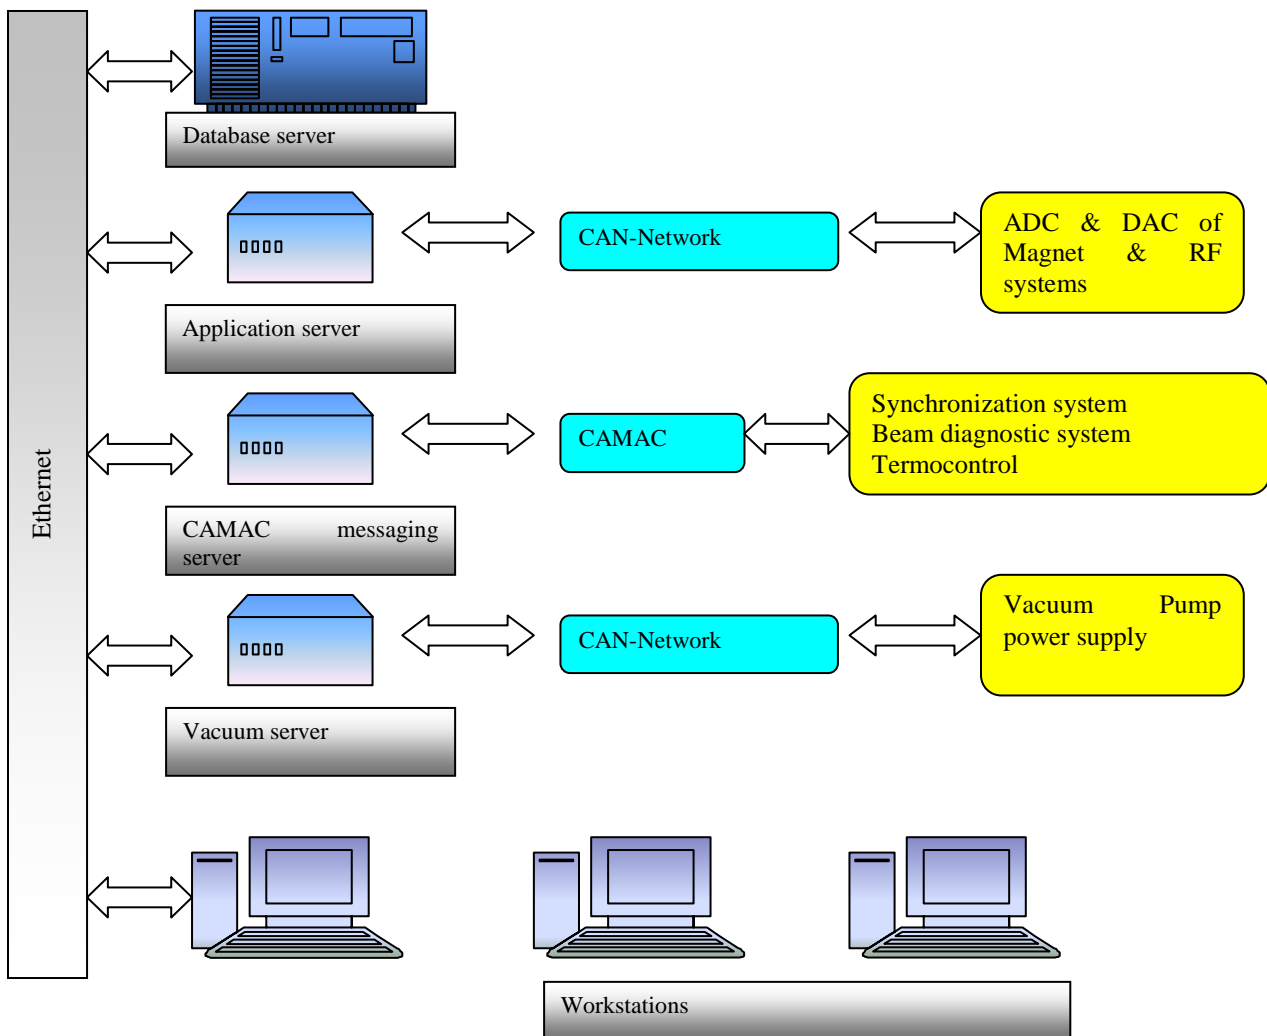 Ethernet
Database server
Application server
CAN-Network
ADC & DAC of
Magnet & RF
systems
CAMAC messaging
server
CAMAC
Synchronization system
Beam diagnostic system
Termocontrol
Vacuum server
CAN-Network
Vacuum Pump
power supply
Workstations